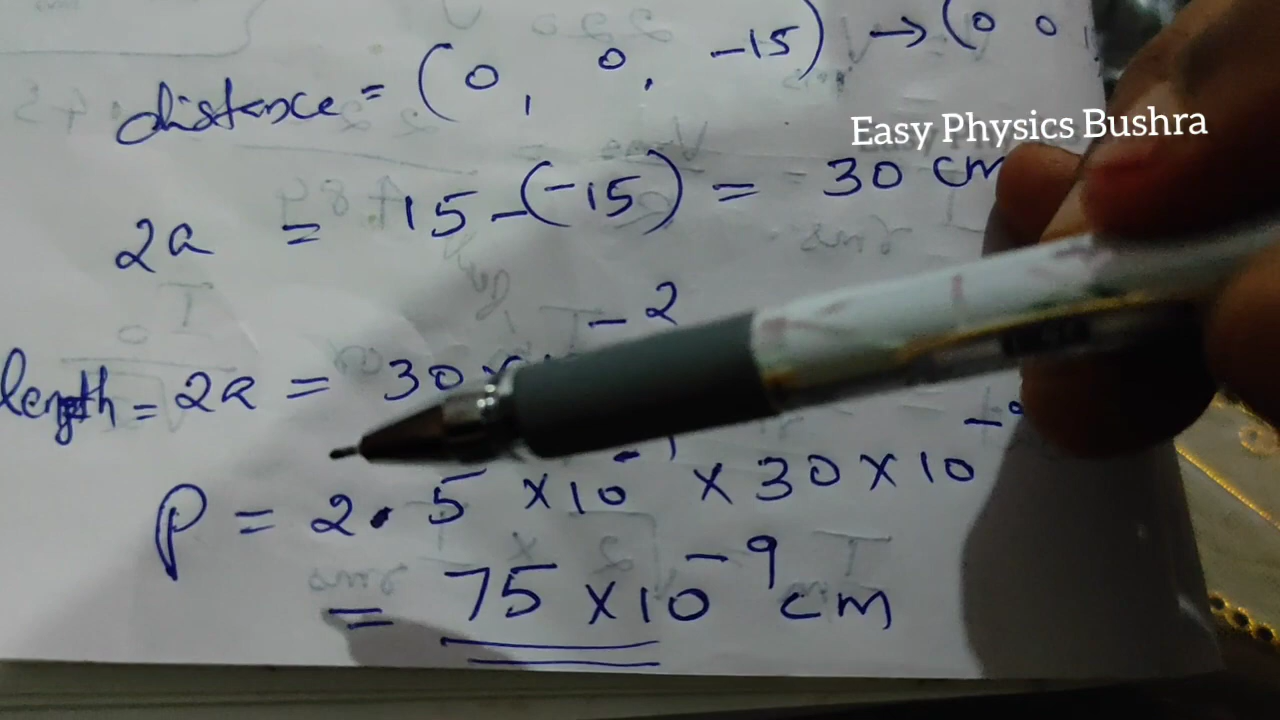 distance = (0, 0, -15) → (0 0,
Easy Physics Bushra
2a = 15-(-15) = 30 cm
length = 2a = 30 × -2
P = 2.5 × 10 × 30 × 10
= 75 × 10⁻⁹ cm